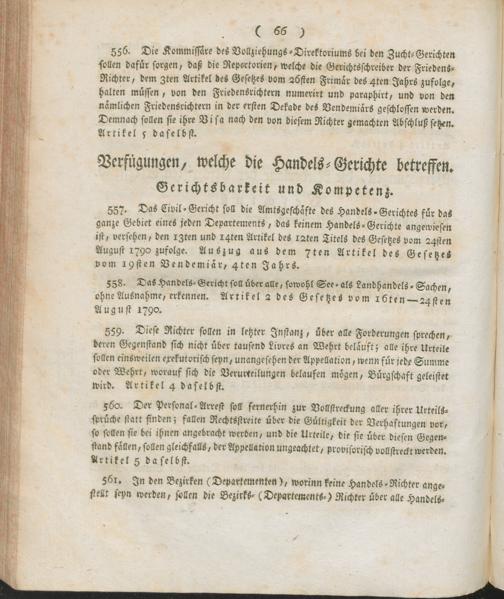 ( 66 )
556. Die Kommissäre des Vollziehungs-Direktoriums bei den Zucht-Gerichten
sollen dafür sorgen, daß die Reportorien, welche die Gerichtschreiber der Friedens-
Richter, dem 3ten Artikel des Gesetzes vom 26sten Frimär des 4ten Jahrs zufolge,
halten müssen, von den Friedensrichtern numerirt und paraphirt, und von den
nämlichen Friedensrichtern in der ersten Dekade des Vendemiärs geschlossen werden.
Demnach sollen sie ihre Visa nach den von diesem Richter gemachten Abschluß setzen.
Artikel 5 daselbst.
Verfügungen, welche die Handels-Gerichte betreffen.
Gerichtsbarkeit und Kompetenz.
557. Das Civil-Gericht soll die Amtsgeschäfte des Handels-Gerichtes für das
ganze Gebiet eines jeden Departements, das keinem Handels-Gerichte angewiesen
ist, versehen, den 13ten und 14ten Artikel des 12ten Titels des Gesetzes vom 24sten
August 1790 zufolge. Auszug aus dem 7ten Artikel des Gesetzes
vom 19sten Vendemiär, 4ten Jahrs.
558. Das Handels-Gericht soll über alle, sowohl See- als Landhandels-Sachen,
ohne Ausnahme, erkennen. Artikel 2 des Gesetzes vom 16ten—24sten
August 1790.
559. Diese Richter sollen in letzter Instanz, über alle Forderungen sprechen,
deren Gegenstand sich nicht über tausend Livres an Wehrt beläuft; alle ihre Urteile
sollen einsweilen exekutorisch seyn, unangesehen der Appellation, wenn für jede Summe
oder Wehrt, worauf sich die Verurteilungen belaufen mögen, Bürgschaft geleistet
wird. Artikel 4 daselbst.
560. Der Personal-Arrest soll fernerhin zur Vollstreckung aller ihrer Urteils-
sprüche statt finden; fallen Rechtsstreite über die Gültigkeit der Verhaftungen vor,
so sollen sie bei ihnen angebracht werden, und die Urteile, die sie über diesen Gegen-
stand fällen, sollen gleichfalls, der Appellation ungeachtet, provisorisch vollstreckt werden.
Artikel 5 daselbst.
561. In den Bezirken (Departementen), worinn keine Handels-Richter ange-
stellt seyn werden, sollen die Bezirks- (Departements-) Richter über alle Handels-